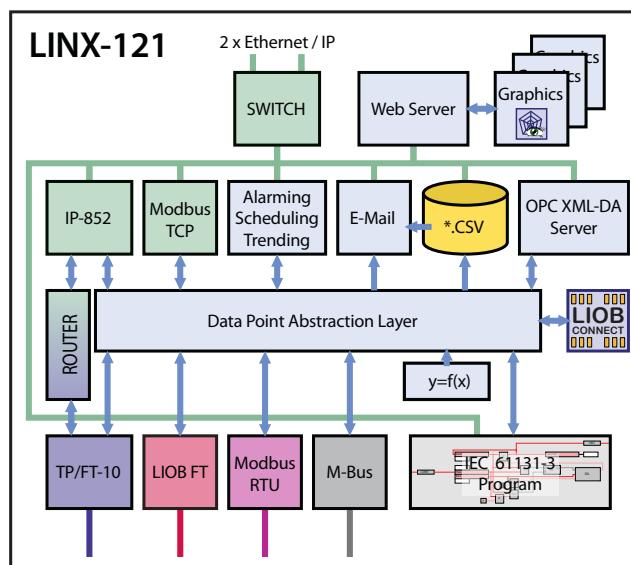 LINX-121
2 x Ethernet / IP
SWITCH
Web Server
Graphics
Graphics
Graphics
IP-852
Modbus
TCP
Alarming
Scheduling
Trending
E-Mail
*.CSV
OPC XML-DA
Server
ROUTER
Data Point Abstraction Layer
LIOB
CONNECT
y=f(x)
TP/FT-10
LIOB FT
Modbus
RTU
M-Bus
IEC 61131-3
Program